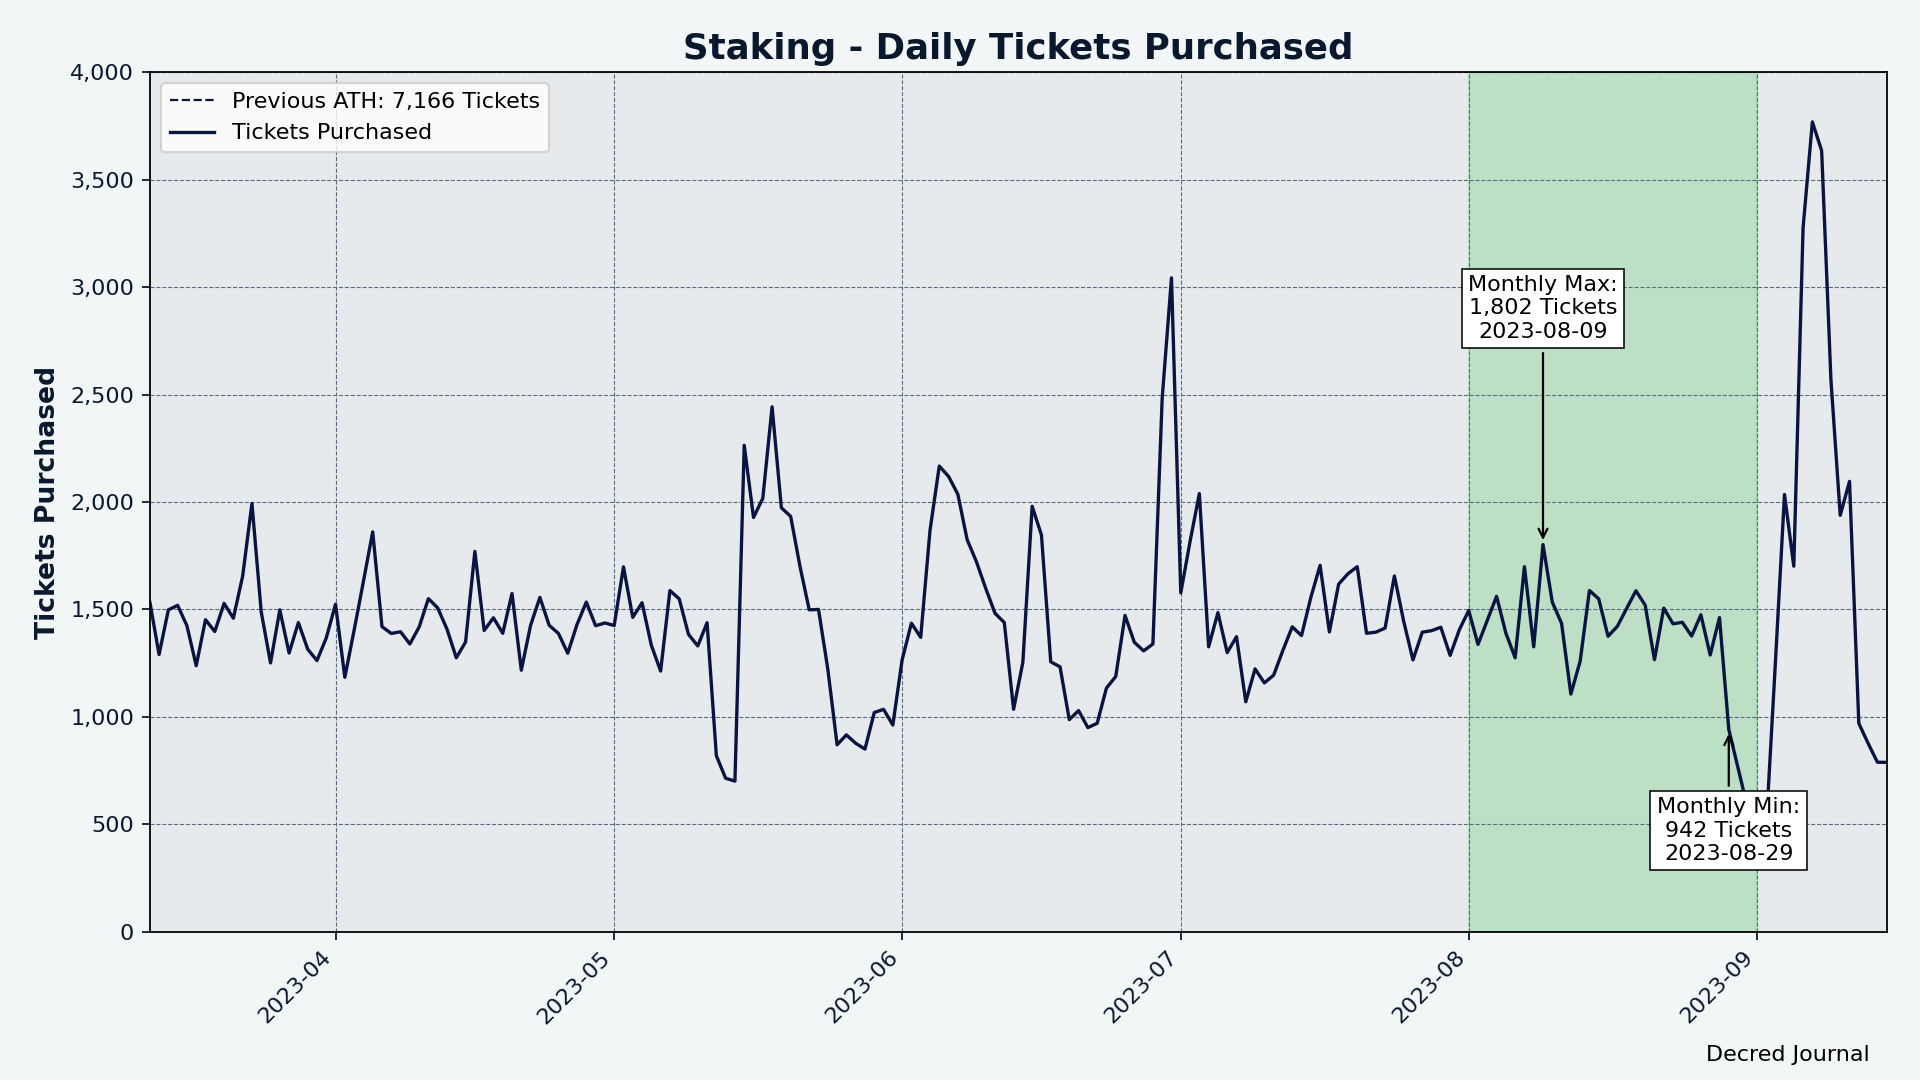 Staking - Daily Tickets Purchased
Previous ATH: 7,166 Tickets
Tickets Purchased
Tickets Purchased
4,000
3,500
3,000
2,500
2,000
1,500
1,000
500
0
Monthly Max:
1,802 Tickets
2023-08-09
Monthly Min:
942 Tickets
2023-08-29
2023-04
2023-05
2023-06
2023-07
2023-08
2023-09
Decred Journal